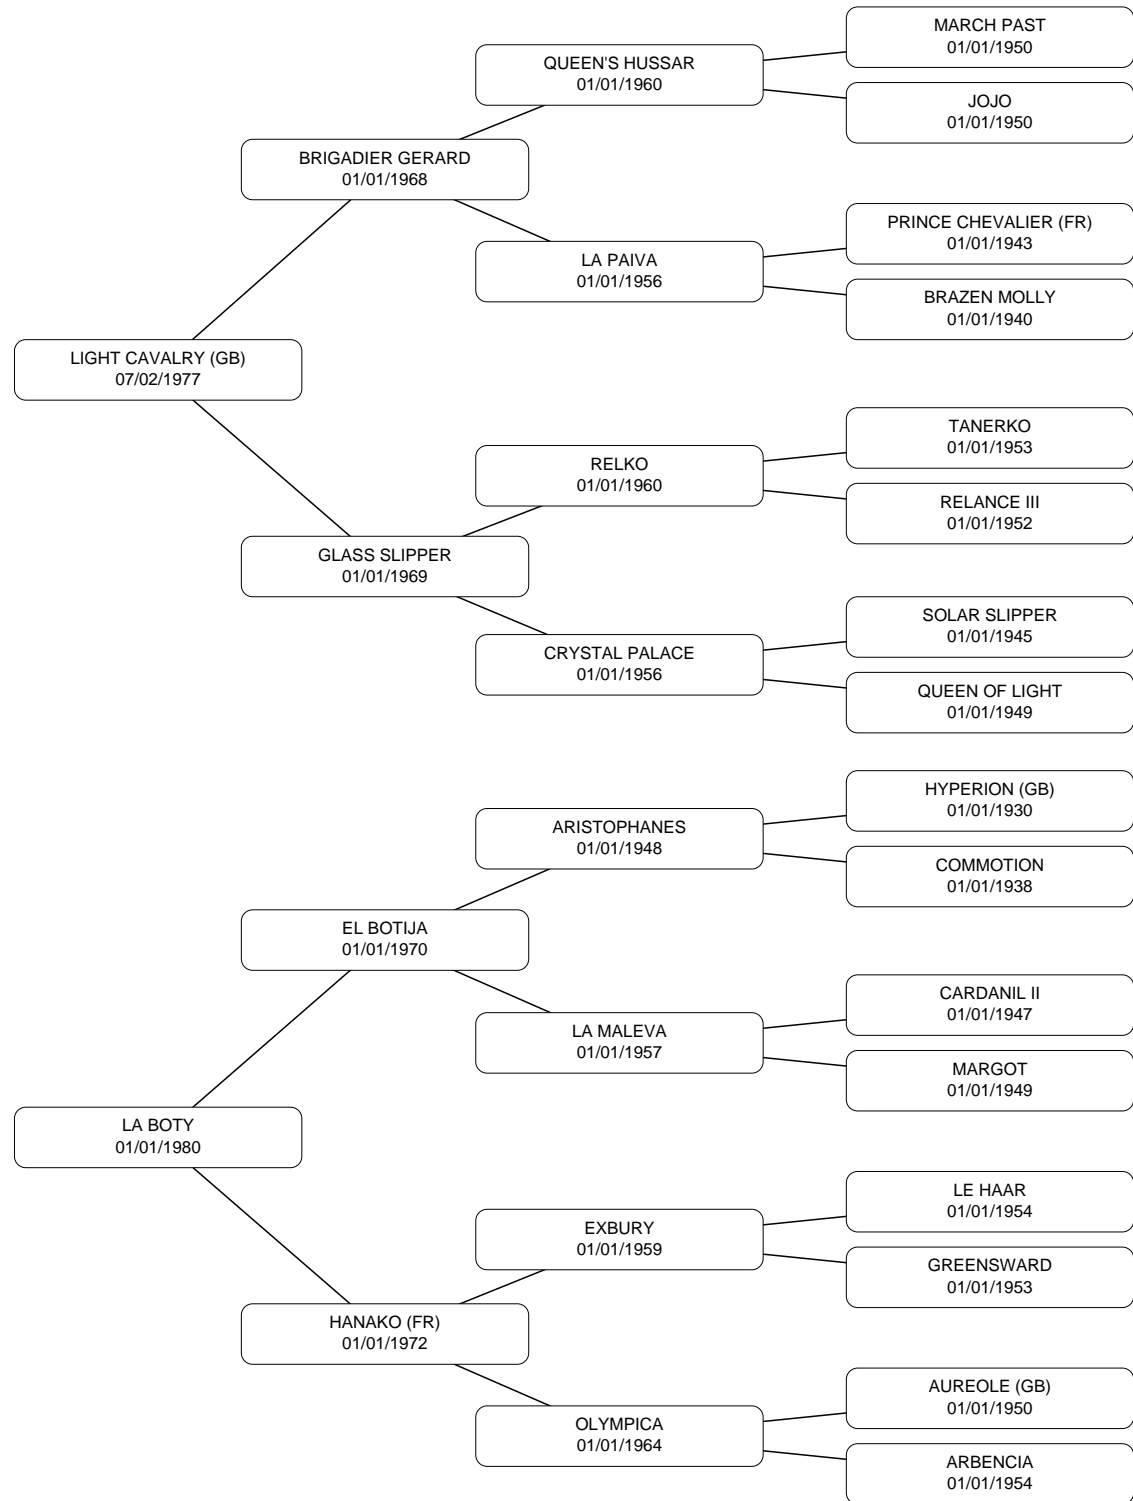 MARCH PAST
01/01/1950
QUEEN'S HUSSAR
01/01/1960
JOJO
01/01/1950
BRIGADIER GERARD
01/01/1968
PRINCE CHEVALIER (FR)
01/01/1943
LA PAIVA
01/01/1956
BRAZEN MOLLY
01/01/1940
LIGHT CAVALRY (GB)
07/02/1977
TANERKO
01/01/1953
RELKO
01/01/1960
RELANCE III
01/01/1952
GLASS SLIPPER
01/01/1969
SOLAR SLIPPER
01/01/1945
CRYSTAL PALACE
01/01/1956
QUEEN OF LIGHT
01/01/1949
HYPERION (GB)
01/01/1930
ARISTOPHANES
01/01/1948
COMMOTION
01/01/1938
EL BOTIJA
01/01/1970
CARDANIL II
01/01/1947
LA MALEVA
01/01/1957
MARGOT
01/01/1949
LA BOTY
01/01/1980
LE HAAR
01/01/1954
EXBURY
01/01/1959
GREENSWARD
01/01/1953
HANAKO (FR)
01/01/1972
AUREOLE (GB)
01/01/1950
OLYMPICA
01/01/1964
ARBENCIA
01/01/1954